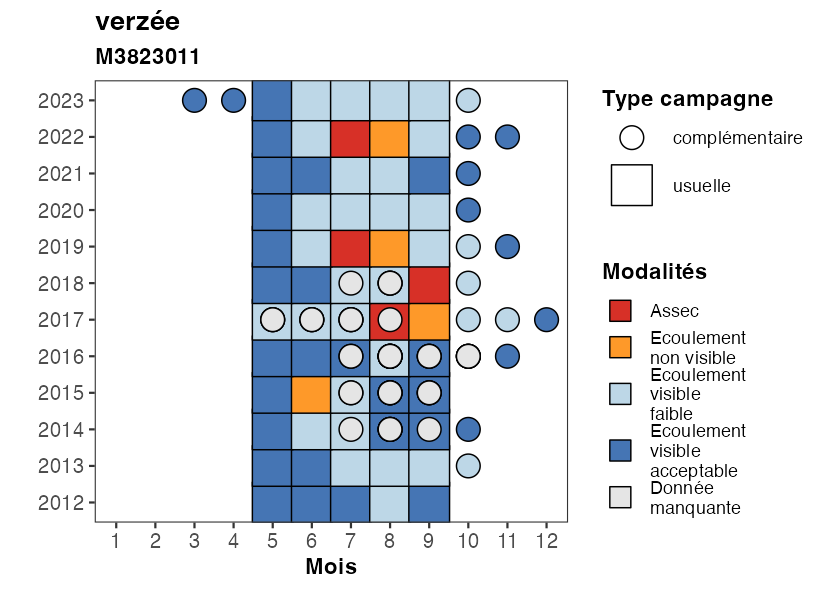 verzée
M3823011
2023
2022
2021
2020
2019
2018
2017
2016
2015
2014
2013
2012
1 2 3 4 5 6 7 8 9 10 11 12
Mois
Type campagne
complémentaire
usuelle
Modalités
Assec
Ecoulement
non visible
Ecoulement
visible
faible
Ecoulement
visible
acceptable
Donnée
manquante